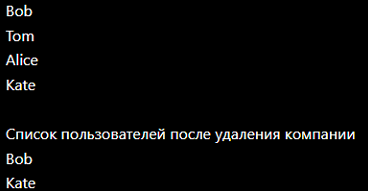 Bob
Tom
Alice
Kate
Список пользователей после удаления компании
Bob
Kate